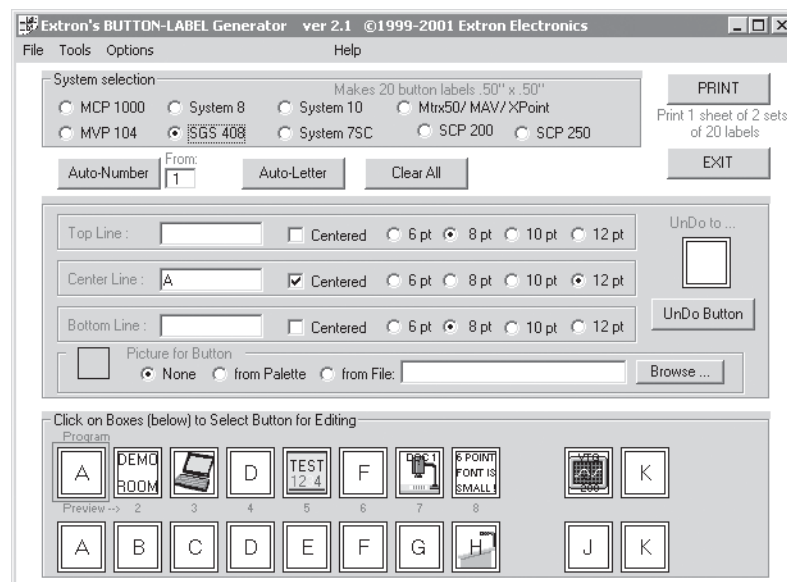 Extron's BUTTON-LABEL Generator ver 2.1 ©1999-2001 Extron Electronics
File Tools Options Help
System selection
Makes 20 button labels .50" x .50"
MCP 1000 System 8 System 10 Mtrx50/ MAV/ XPoint
MVP 104 SGS 408 System 7SC SCP 200 SCP 250
PRINT
Print 1 sheet of 2 sets
of 20 labels
EXIT
Auto-Number From: 1 Auto-Letter Clear All
Top Line : Centered 6 pt 8 pt 10 pt 12 pt
Center Line : A Centered 6 pt 8 pt 10 pt 12 pt
Bottom Line : Centered 6 pt 8 pt 10 pt 12 pt
UnDo to ...
UnDo Button
Picture for Button
None from Palette from File: Browse ...
Click on Boxes (below) to Select Button for Editing
Program
A DEMO ROOM D TEST 12 4 F DOC 1 6 POINT FONT IS SMALL! VTG 200 K
Preview --> 2 3 4 5 6 7 8
A B C D E F G H J K